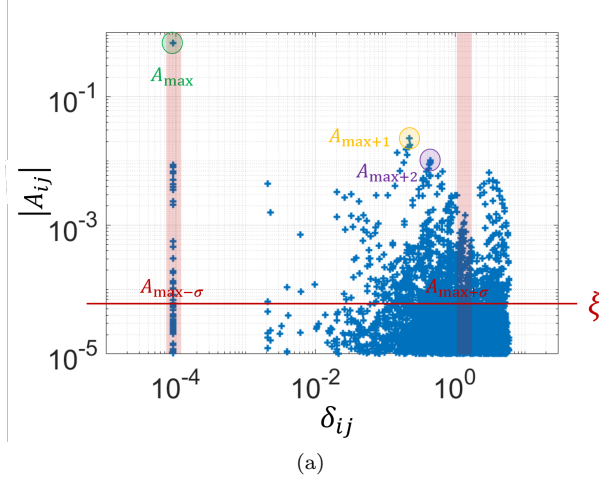 A_max
10^-1
A_max+1
A_max+2
|A_ij|
10^-3
A_max−σ
A_max+σ
ξ
10^-5
10^-4
10^-2
10^0
δ_ij
(a)